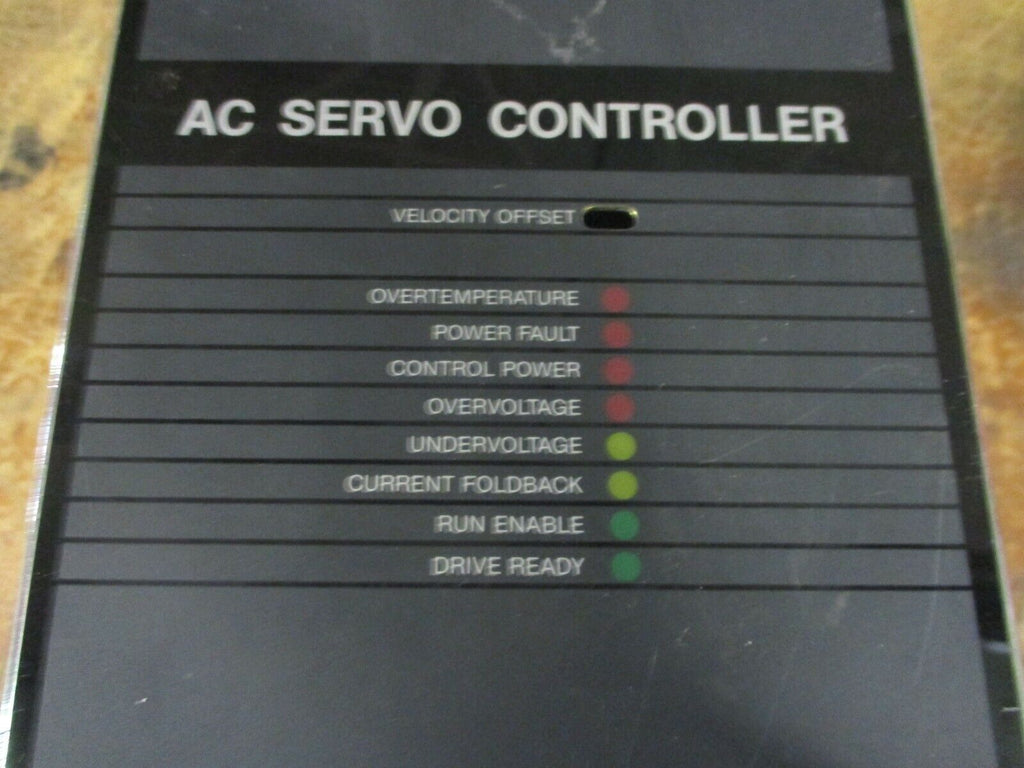 AC SERVO CONTROLLER
VELOCITY OFFSET
OVERTEMPERATURE
POWER FAULT
CONTROL POWER
OVERVOLTAGE
UNDERVOLTAGE
CURRENT FOLDBACK
RUN ENABLE
DRIVE READY